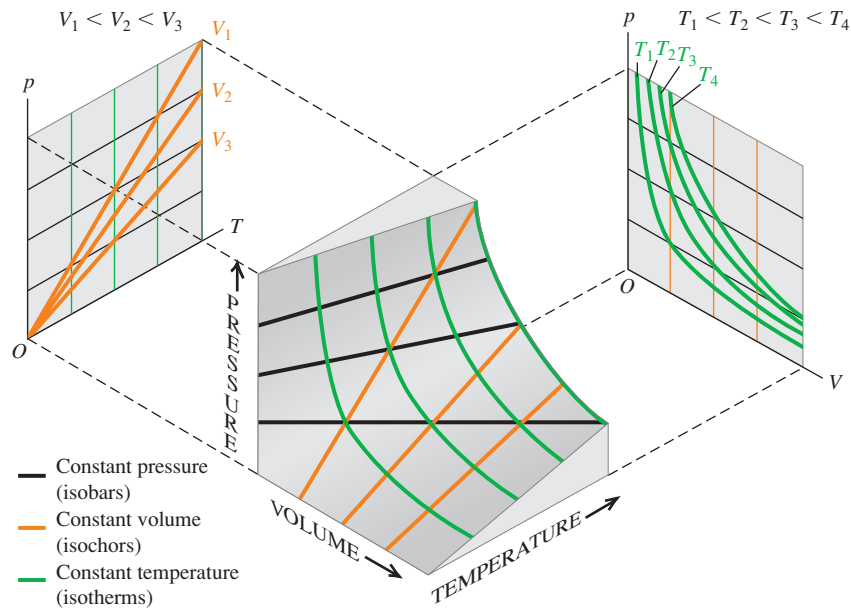 V₁ < V₂ < V₃
V₁
p
V₂
V₃
T
O
T₁ < T₂ < T₃ < T₄
p
T₁ T₂ T₃
T₄
O
V
PRESSURE
VOLUME
TEMPERATURE
Constant pressure
(isobars)
Constant volume
(isochors)
Constant temperature
(isotherms)